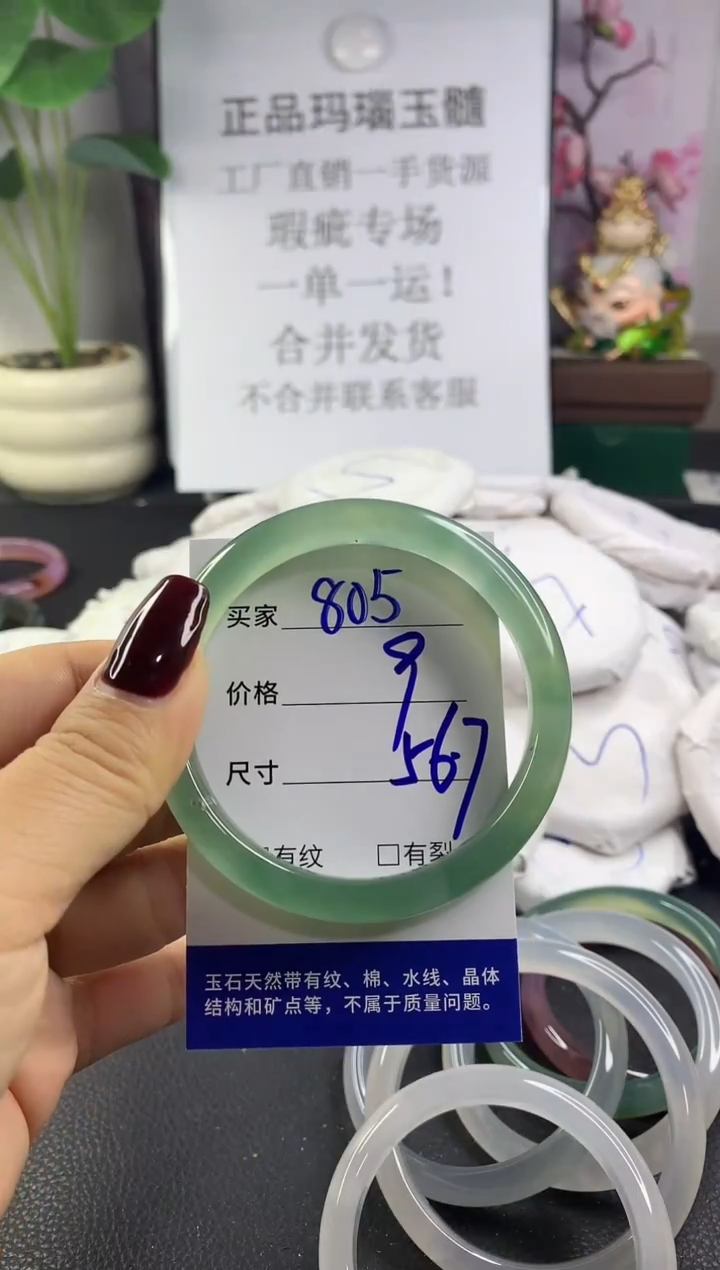 正品玛瑙玉髓
工厂直销一手货派
瑕疵专场
一单一运！
合并发货
不合并联系客服
买家 805
价格 9
尺寸 567
有纹 □有裂
玉石天然带有纹、棉、水线、晶体
结构和矿点等，不属于质量问题。